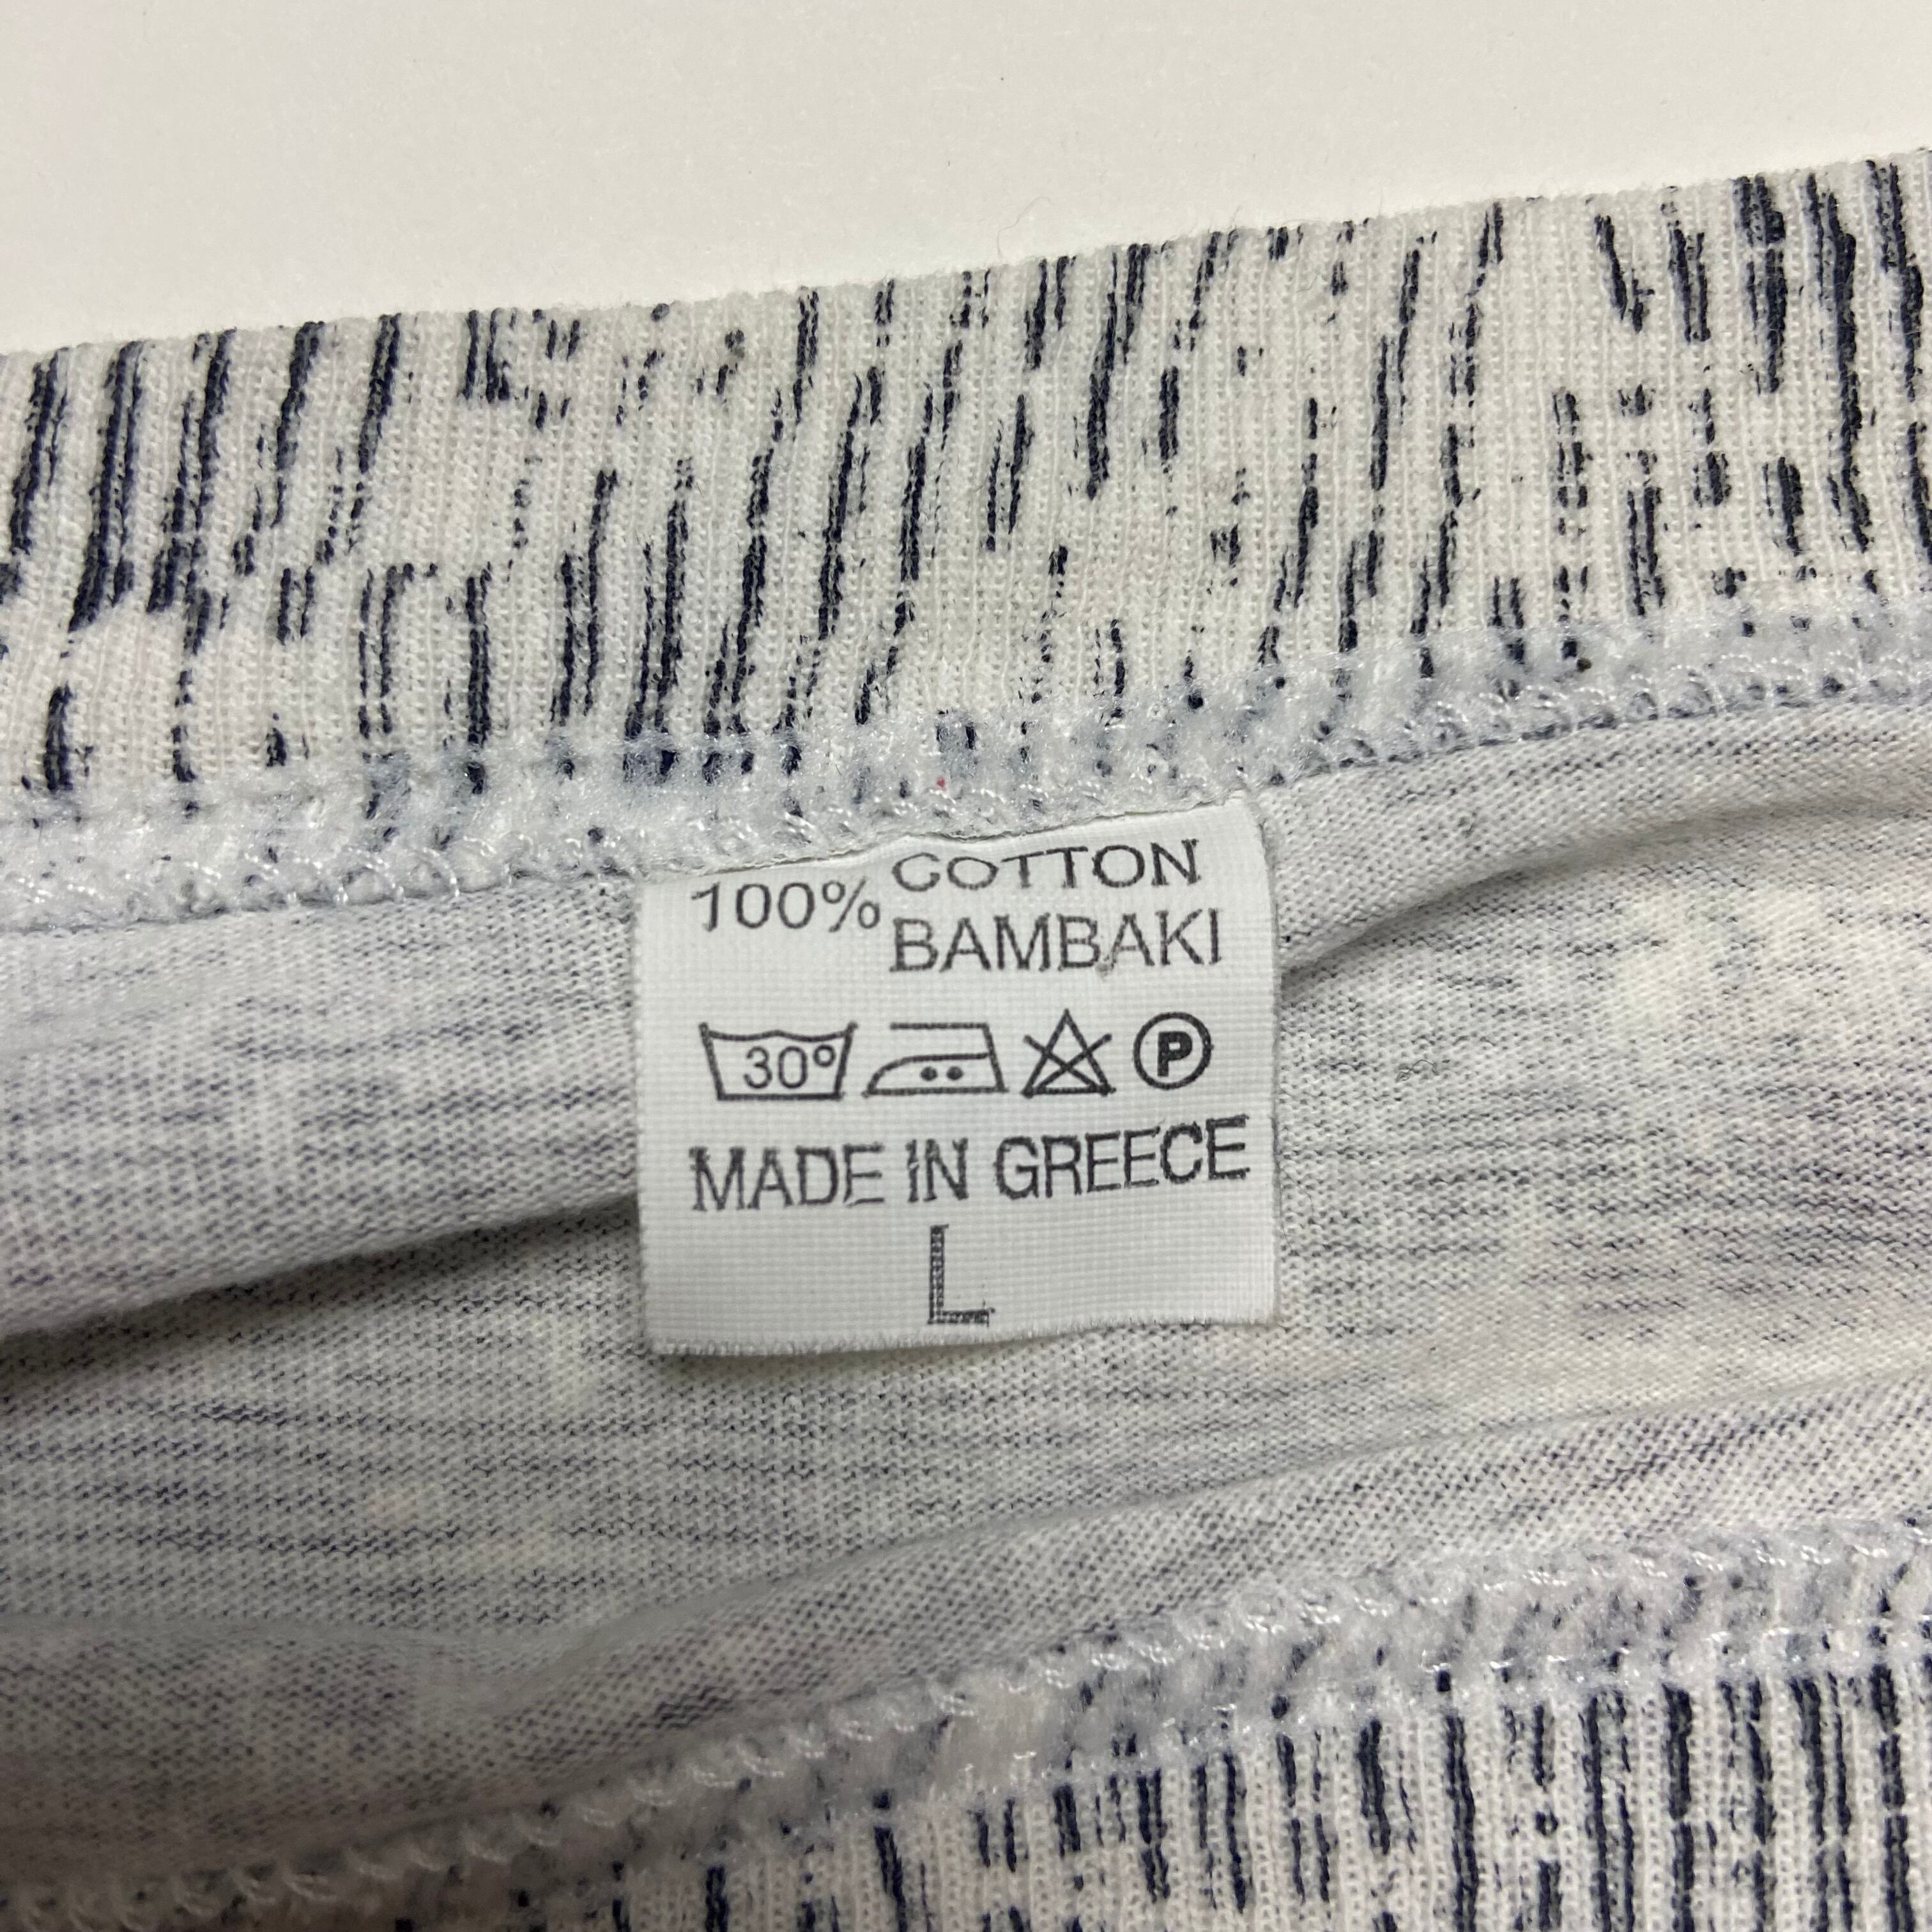 100% COTTON
BAMBAKI
30° P
MADE IN GREECE
L